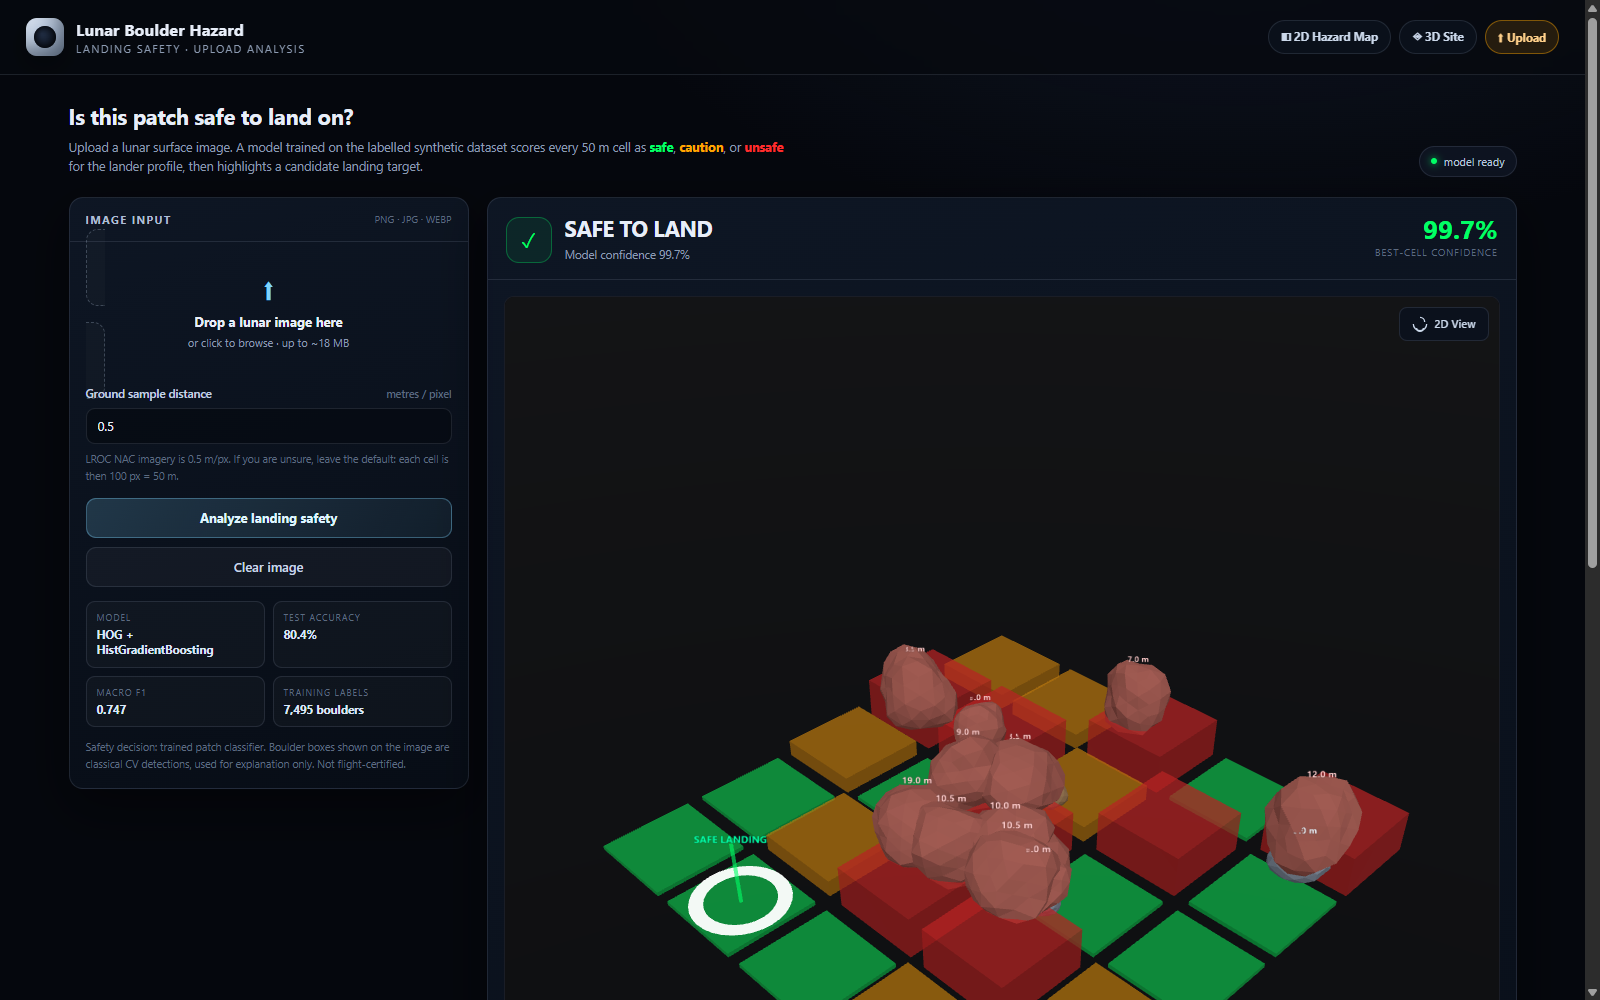 Lunar Boulder Hazard
LANDING SAFETY · UPLOAD ANALYSIS
2D Hazard Map
3D Site
Upload
Is this patch safe to land on?
Upload a lunar surface image. A model trained on the labelled synthetic dataset scores every 50 m cell as safe, caution, or unsafe
for the lander profile, then highlights a candidate landing target.
model ready
IMAGE INPUT
PNG · JPG · WEBP
Drop a lunar image here
or click to browse · up to ~18 MB
Ground sample distance
metres / pixel
0.5
LROC NAC imagery is 0.5 m/px. If you are unsure, leave the default: each cell is
then 100 px = 50 m.
Analyze landing safety
Clear image
MODEL
HOG +
HistGradientBoosting
TEST ACCURACY
80.4%
MACRO F1
0.747
TRAINING LABELS
7,495 boulders
Safety decision: trained patch classifier. Boulder boxes shown on the image are
classical CV detections, used for explanation only. Not flight-certified.
SAFE TO LAND
Model confidence 99.7%
99.7%
BEST-CELL CONFIDENCE
2D View
7.0 m
9.0 m
12.0 m
19.0 m
10.5 m
10.0 m
10.5 m
SAFE LANDING